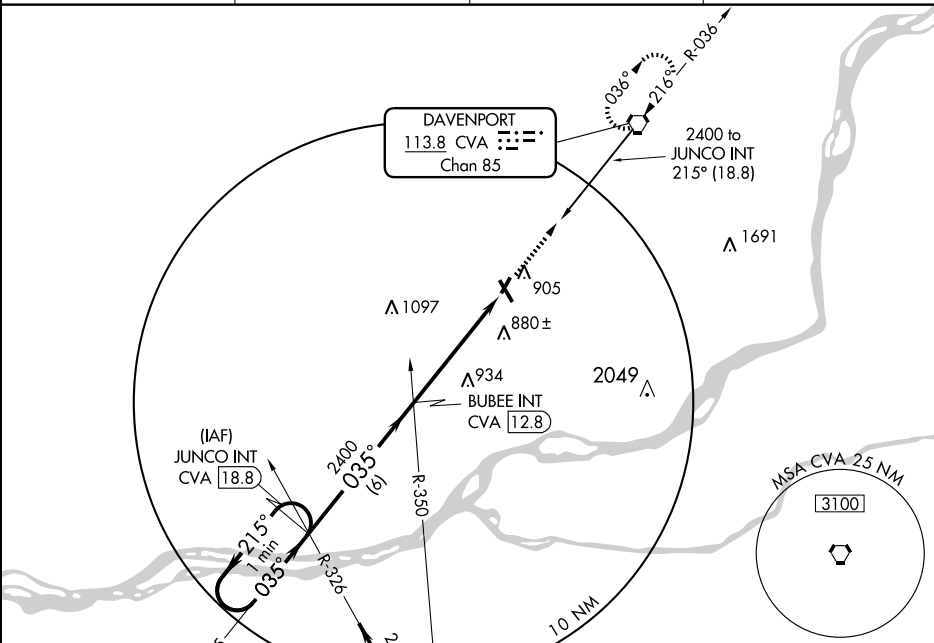 R-036
036°
216°
DAVENPORT
113.8 CVA
Chan 85
2400 to
JUNCO INT
215° (18.8)
1691
905
1097
880 ±
934
2049
BUBEE INT
CVA 12.8
(IAF)
JUNCO INT
CVA 18.8
2400
035°
(6)
R-350
215°
1 min
035°
R-326
10 NM
MSA CVA 25 NM
3100